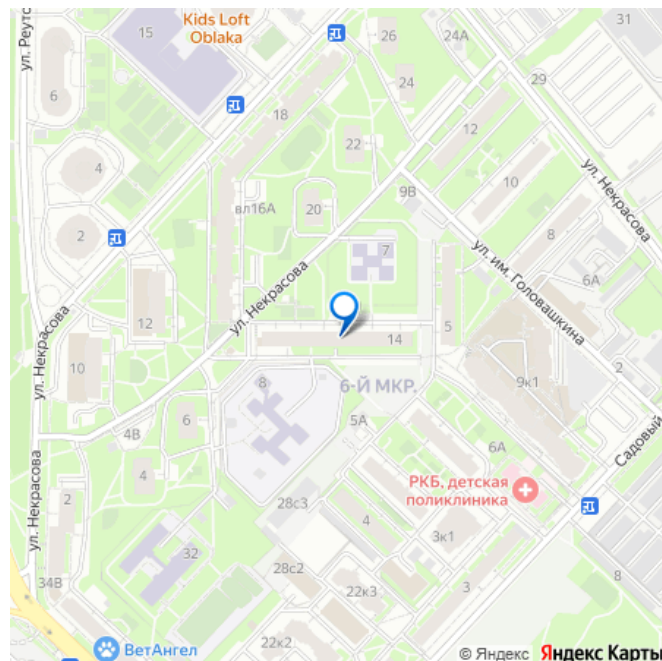 ул. Реуто
Kids Loft
Oblaka
15
26
24А
31
6
24
29
18
22
12
4
10
ул. Некрасова
9В
вл16А
20
2
7
8
ул. им. Головашкина
6А
ул. Некрасова
12
ул. Некрасова
14
5
10
2
6-Й МКР.
9к1
8
Садовый
6
4В
5А
6А
4
РКБ, детская
поликлиника
ул. Некрасова
2
28с3
4
3к1
32
28с2
3
8
34В
22к3
22к2
ВетАнгел
© Яндекс Яндекс Карты